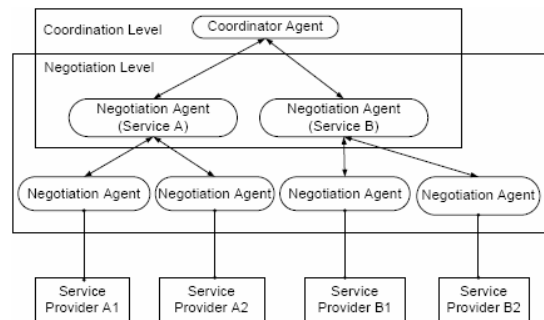 Coordination Level
Coordinator Agent
Negotiation Level
Negotiation Agent
(Service A)
Negotiation Agent
(Service B)
Negotiation Agent
Negotiation Agent
Negotiation Agent
Negotiation Agent
Service
Provider A1
Service
Provider A2
Service
Provider B1
Service
Provider B2